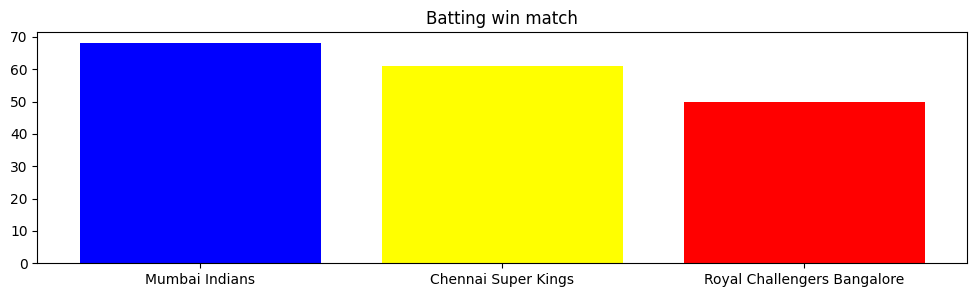 Batting win match
70
60
50
40
30
20
10
0
Mumbai Indians
Chennai Super Kings
Royal Challengers Bangalore